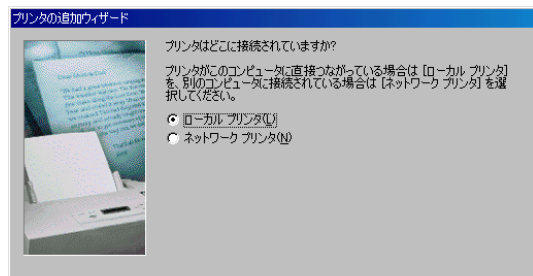 プリンタの追加ウィザード
プリンタはどこに接続されていますか?
プリンタがこのコンピュータに直接つながっている場合は [ローカル プリンタ]
を、別のコンピュータに接続されている場合は [ネットワーク プリンタ] を選
択してください。
ローカル プリンタ(L)
ネットワーク プリンタ(N)